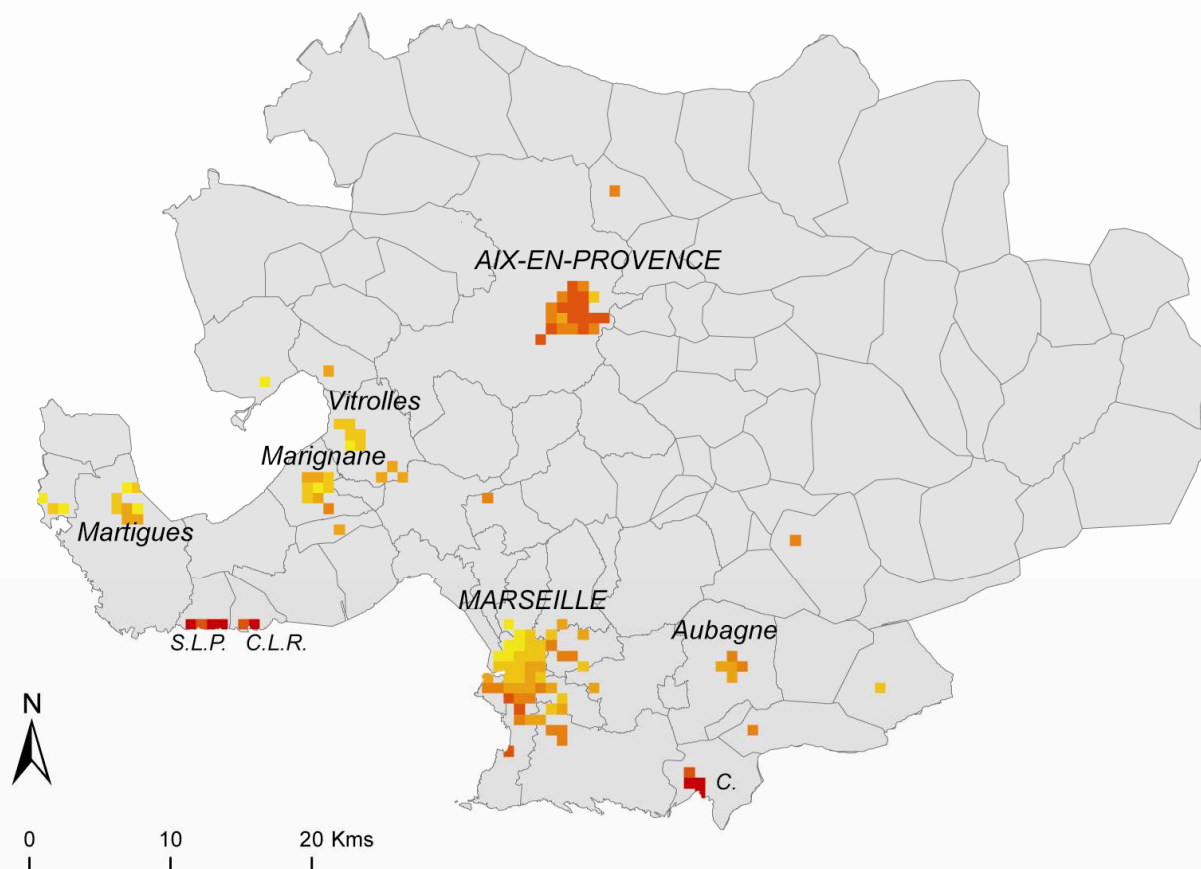 AIX-EN-PROVENCE
Vitrolles
Marignane
Martigues
MARSEILLE
Aubagne
S.L.P. C.L.R.
N
C.
0 10 20 Kms